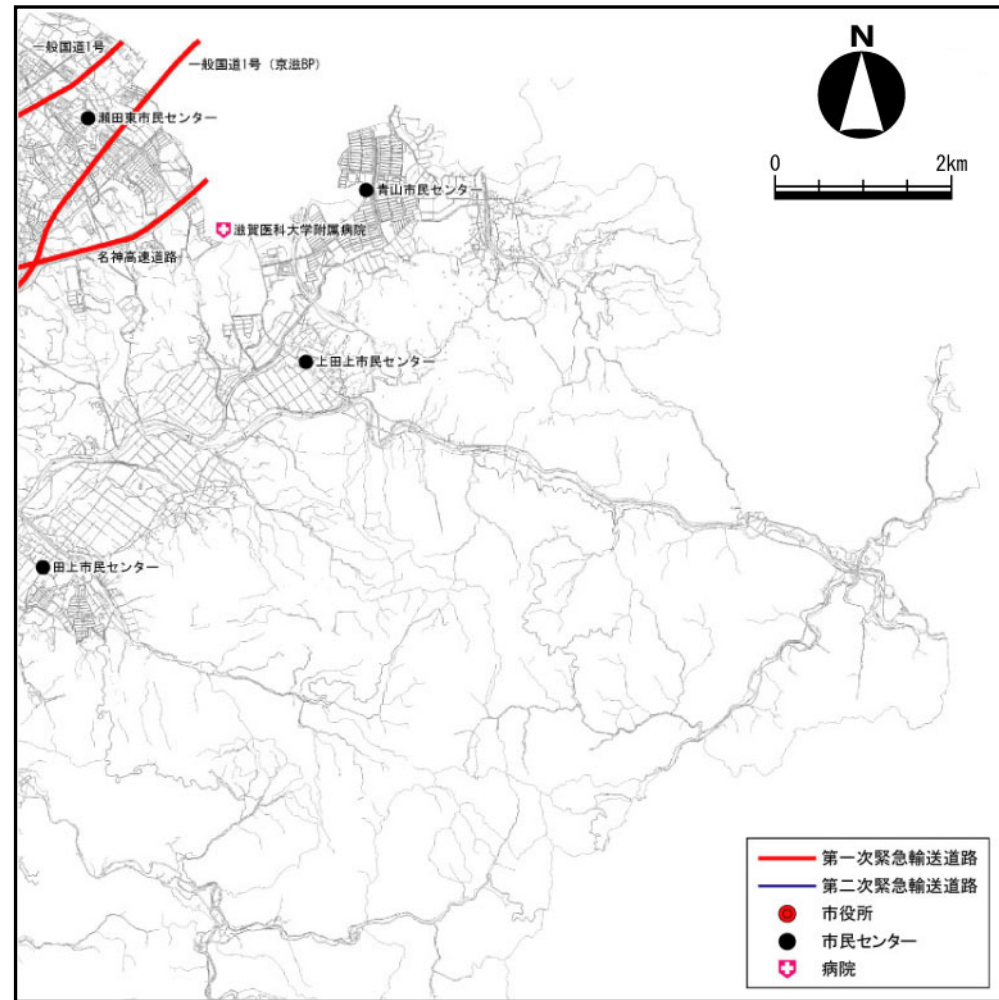 一般国道1号
一般国道1号(京滋BP)
N
瀬田東市民センター
0 2km
青山市民センター
滋賀医科大学附属病院
名神高速道路
上田上市民センター
田上市民センター
第一次緊急輸送道路
第二次緊急輸送道路
市役所
市民センター
病院